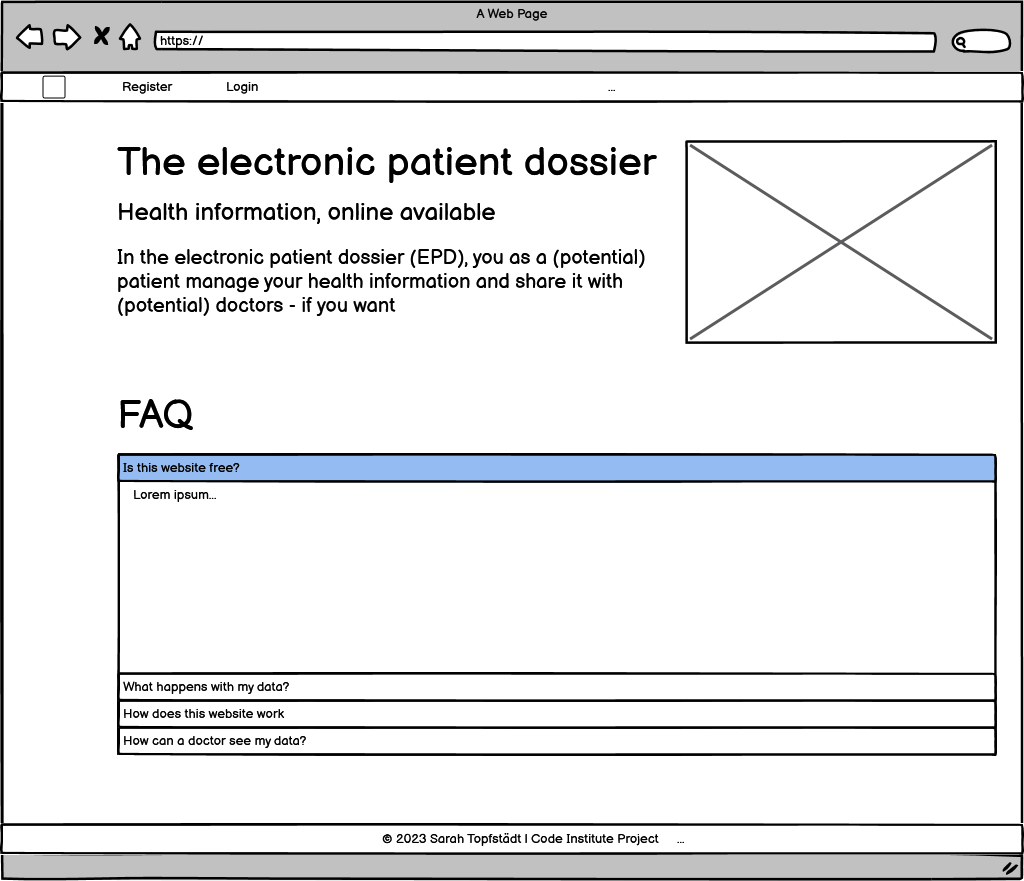 A Web Page
https://
Register Login ...
The electronic patient dossier
Health information, online available
In the electronic patient dossier (EPD), you as a (potential)
patient manage your health information and share it with
(potential) doctors - if you want
FAQ
Is this website free?
Lorem ipsum...
What happens with my data?
How does this website work
How can a doctor see my data?
© 2023 Sarah Topfstädt | Code Institute Project ...